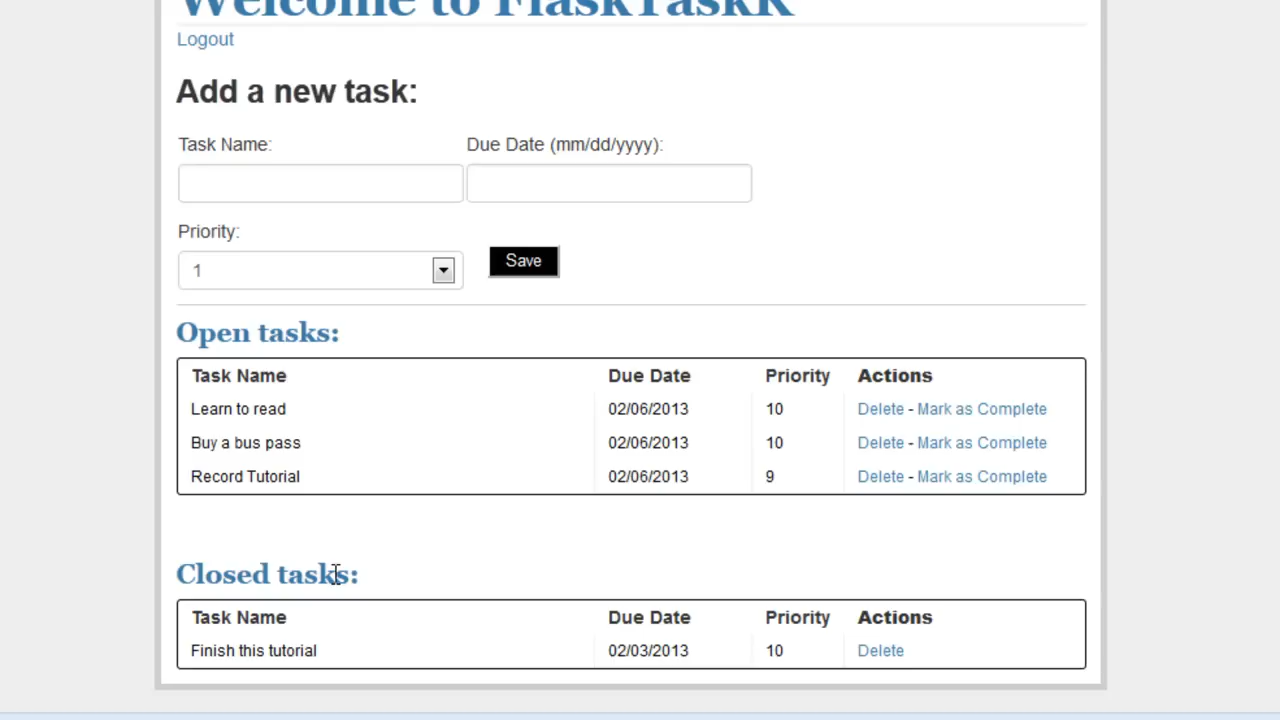 Welcome to FlaskTaskR
Logout
Add a new task:
Task Name: Due Date (mm/dd/yyyy):
Priority:
1 Save
Open tasks:
Task Name Due Date Priority Actions
Learn to read 02/06/2013 10 Delete - Mark as Complete
Buy a bus pass 02/06/2013 10 Delete - Mark as Complete
Record Tutorial 02/06/2013 9 Delete - Mark as Complete
Closed tasks:
Task Name Due Date Priority Actions
Finish this tutorial 02/03/2013 10 Delete